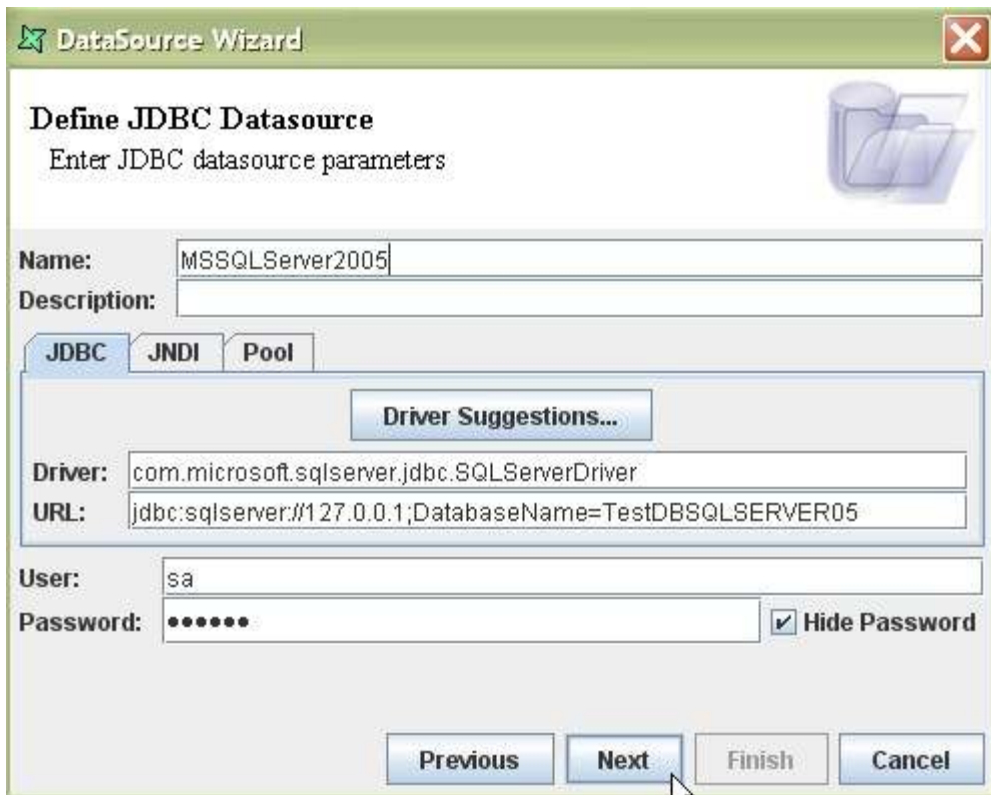 DataSource Wizard
Define JDBC Datasource
Enter JDBC datasource parameters
Name: MSSQLServer2005
Description:
JDBC JNDI Pool
Driver Suggestions...
Driver: com.microsoft.sqlserver.jdbc.SQLServerDriver
URL: jdbc:sqlserver://127.0.0.1;DatabaseName=TestDBSQLSERVER05
User: sa
Password: ●●●●●●
Hide Password
Previous Next Finish Cancel